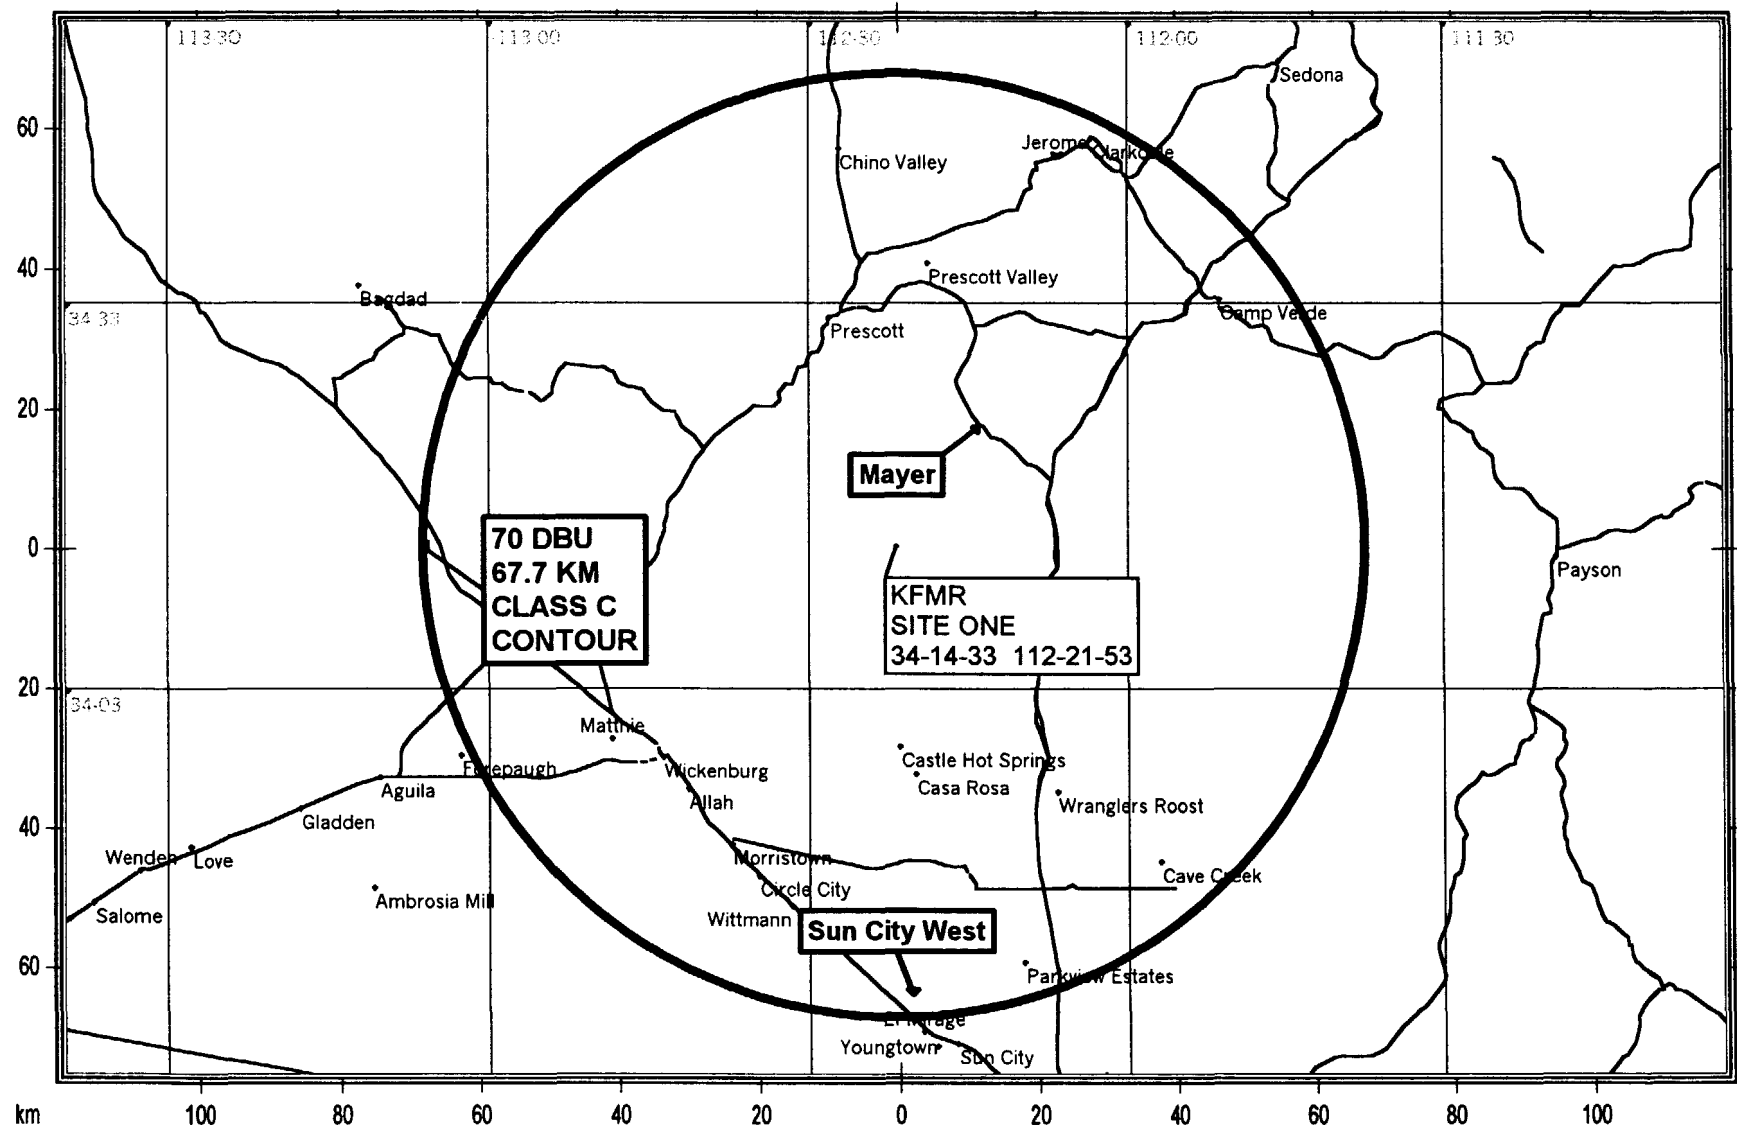 113 30
113 00
112-30
112 00
111 30
Sedona
60
Jerome
Chino Valley
40
Prescott Valley
Bagdad
34-33
Camp Verde
Prescott
20
Mayer
70 DBU
67.7 KM
CLASS C
CONTOUR
0
Payson
KFMR
SITE ONE
34-14-33 112-21-53
20
34-03
Matthie
Castle Hot Springs
Forepaugh
Wickenburg
Aguila
Casa Rosa
Allah
Wranglers Roost
Gladden
40
Wenden
Love
Morristown
Cave Creek
Circle City
Ambrosia Mill
Salome
Wittmann
Sun City West
60
Parkview Estates
El Mirage
Youngtown
Sun City
km
100
80
60
40
20
0
20
40
60
80
100